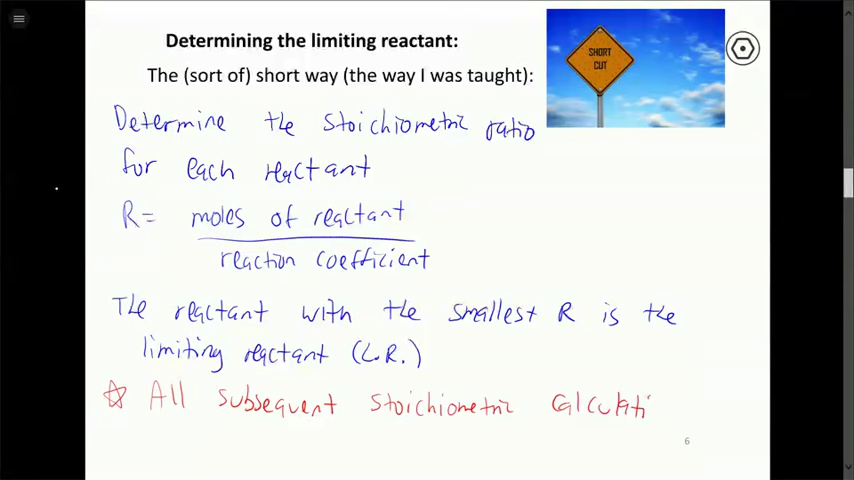 Determining the limiting reactant:
SHORT
CUT
The (sort of) short way (the way I was taught):
Determine the stoichiometric ratio
for each reactant
R= moles of reactant
reaction coefficient
The reactant with the smallest R is the
limiting reactant (L.R.)
☆ All subsequent stoichiometric calculati
6